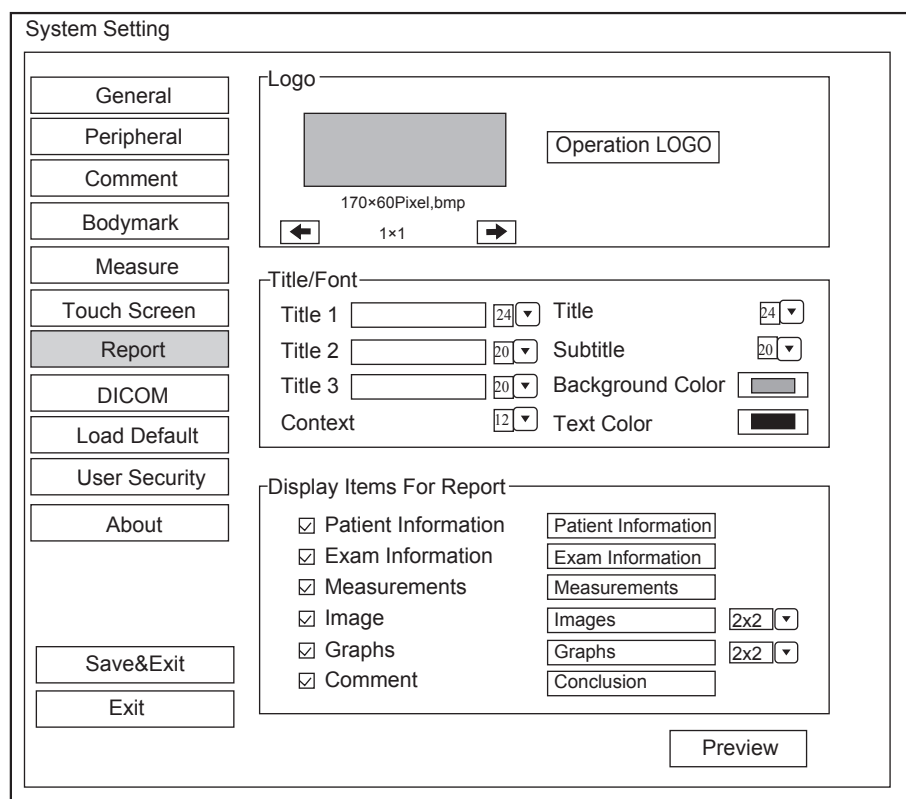 System Setting
General
Peripheral
Comment
Bodymark
Measure
Touch Screen
Report
DICOM
Load Default
User Security
About
Save&Exit
Exit
Logo
Operation LOGO
170×60Pixel,bmp
1×1
Title/Font
Title 1 24 Title 24
Title 2 20 Subtitle 20
Title 3 20 Background Color
Context 12 Text Color
Display Items For Report
Patient Information Patient Information
Exam Information Exam Information
Measurements Measurements
Image Images 2x2
Graphs Graphs 2x2
Comment Conclusion
Preview